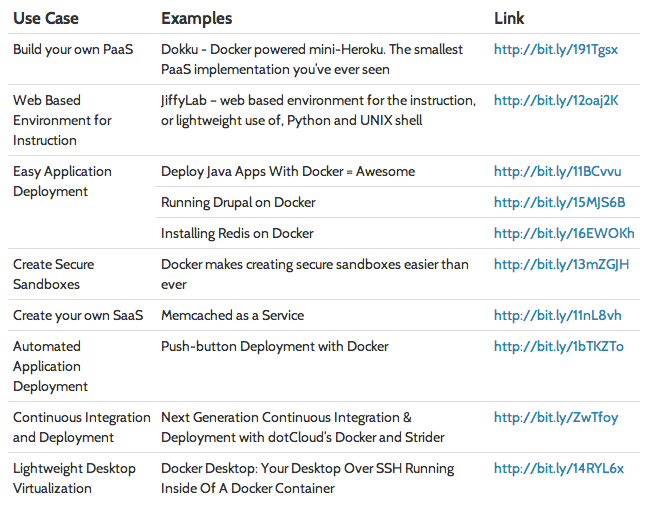 Use Case Examples Link
Build your own PaaS Dokku - Docker powered mini-Heroku. The smallest http://bit.ly/191Tgsx
PaaS implementation you've ever seen
Web Based JiffyLab – web based environment for the instruction, http://bit.ly/12oaj2K
Environment for or lightweight use of, Python and UNIX shell
Instruction
Easy Application Deploy Java Apps With Docker = Awesome http://bit.ly/11BCvvu
Deployment
Running Drupal on Docker http://bit.ly/15MJS6B
Installing Redis on Docker http://bit.ly/16EWOKh
Create Secure Docker makes creating secure sandboxes easier than http://bit.ly/13mZGJH
Sandboxes ever
Create your own SaaS Memcached as a Service http://bit.ly/11nL8vh
Automated Push-button Deployment with Docker http://bit.ly/1bTKZTo
Application
Deployment
Continuous Integration Next Generation Continuous Integration & http://bit.ly/ZwTfoy
and Deployment Deployment with dotCloud's Docker and Strider
Lightweight Desktop Docker Desktop: Your Desktop Over SSH Running http://bit.ly/14RYL6x
Virtualization Inside Of A Docker Container